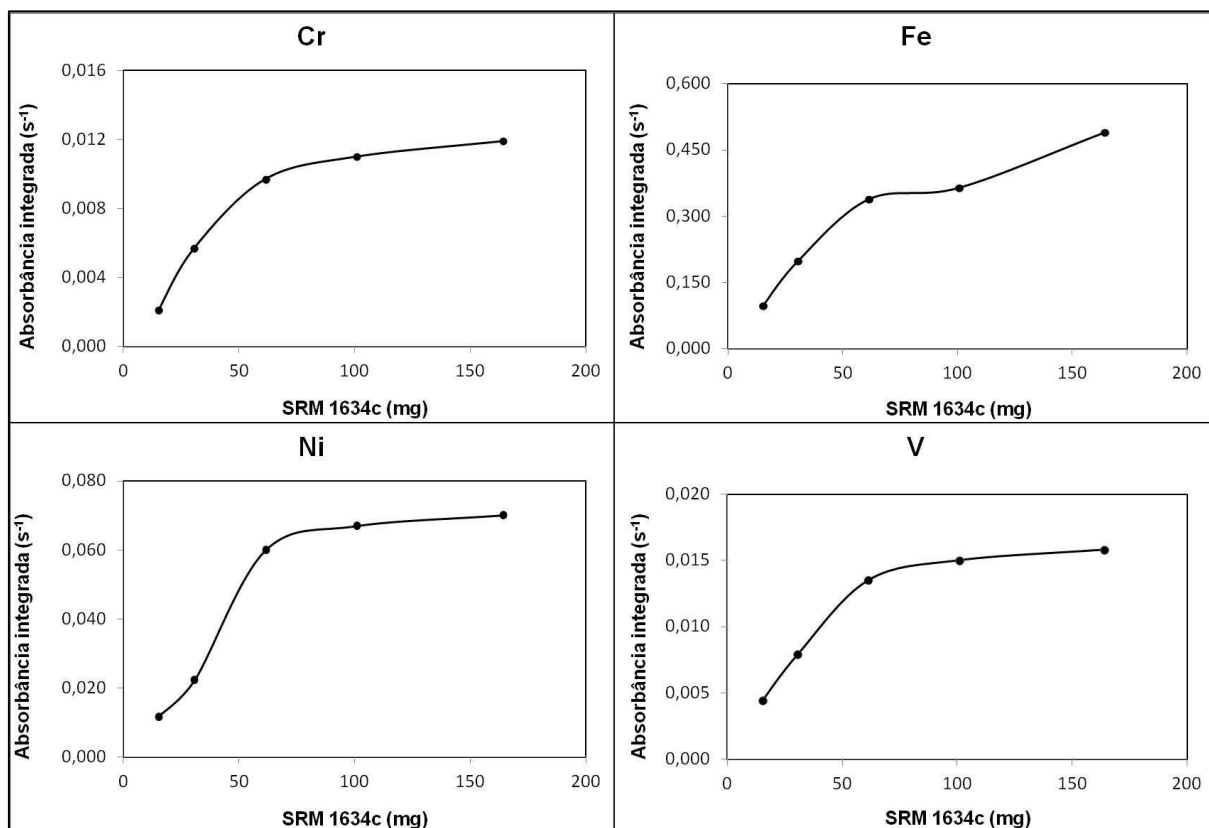 Cr
Absorbância integrada (s⁻¹)
0,016
0,012
0,008
0,004
0,000
0 50 100 150 200
SRM 1634c (mg)
Fe
Absorbância integrada (s⁻¹)
0,600
0,450
0,300
0,150
0,000
0 50 100 150 200
SRM 1634c (mg)
Ni
Absorbância integrada (s⁻¹)
0,080
0,060
0,040
0,020
0,000
0 50 100 150 200
SRM 1634c (mg)
V
Absorbância integrada (s⁻¹)
0,020
0,015
0,010
0,005
0,000
0 50 100 150 200
SRM 1634c (mg)